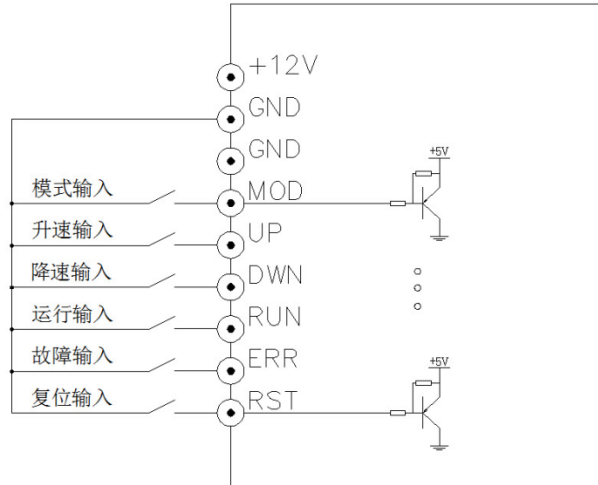 +12V
GND
GND
模式输入 MOD +5V
升速输入 UP
降速输入 DWN
运行输入 RUN
故障输入 ERR +5V
复位输入 RST